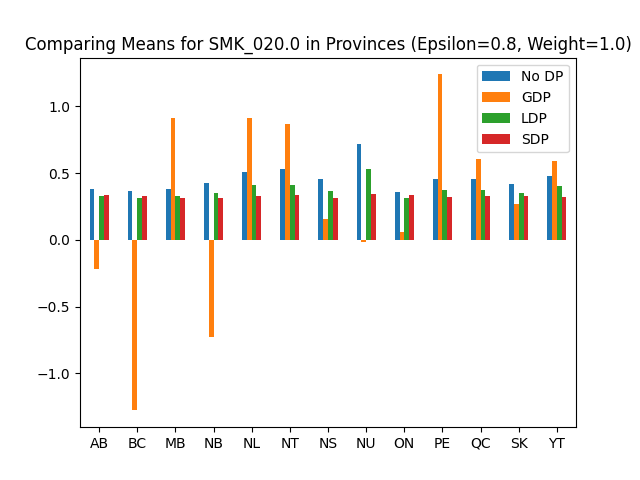 Comparing Means for SMK_020.0 in Provinces (Epsilon=0.8, Weight=1.0)
No DP
GDP
LDP
SDP
1.0
0.5
0.0
−0.5
−1.0
AB BC MB NB NL NT NS NU ON PE QC SK YT